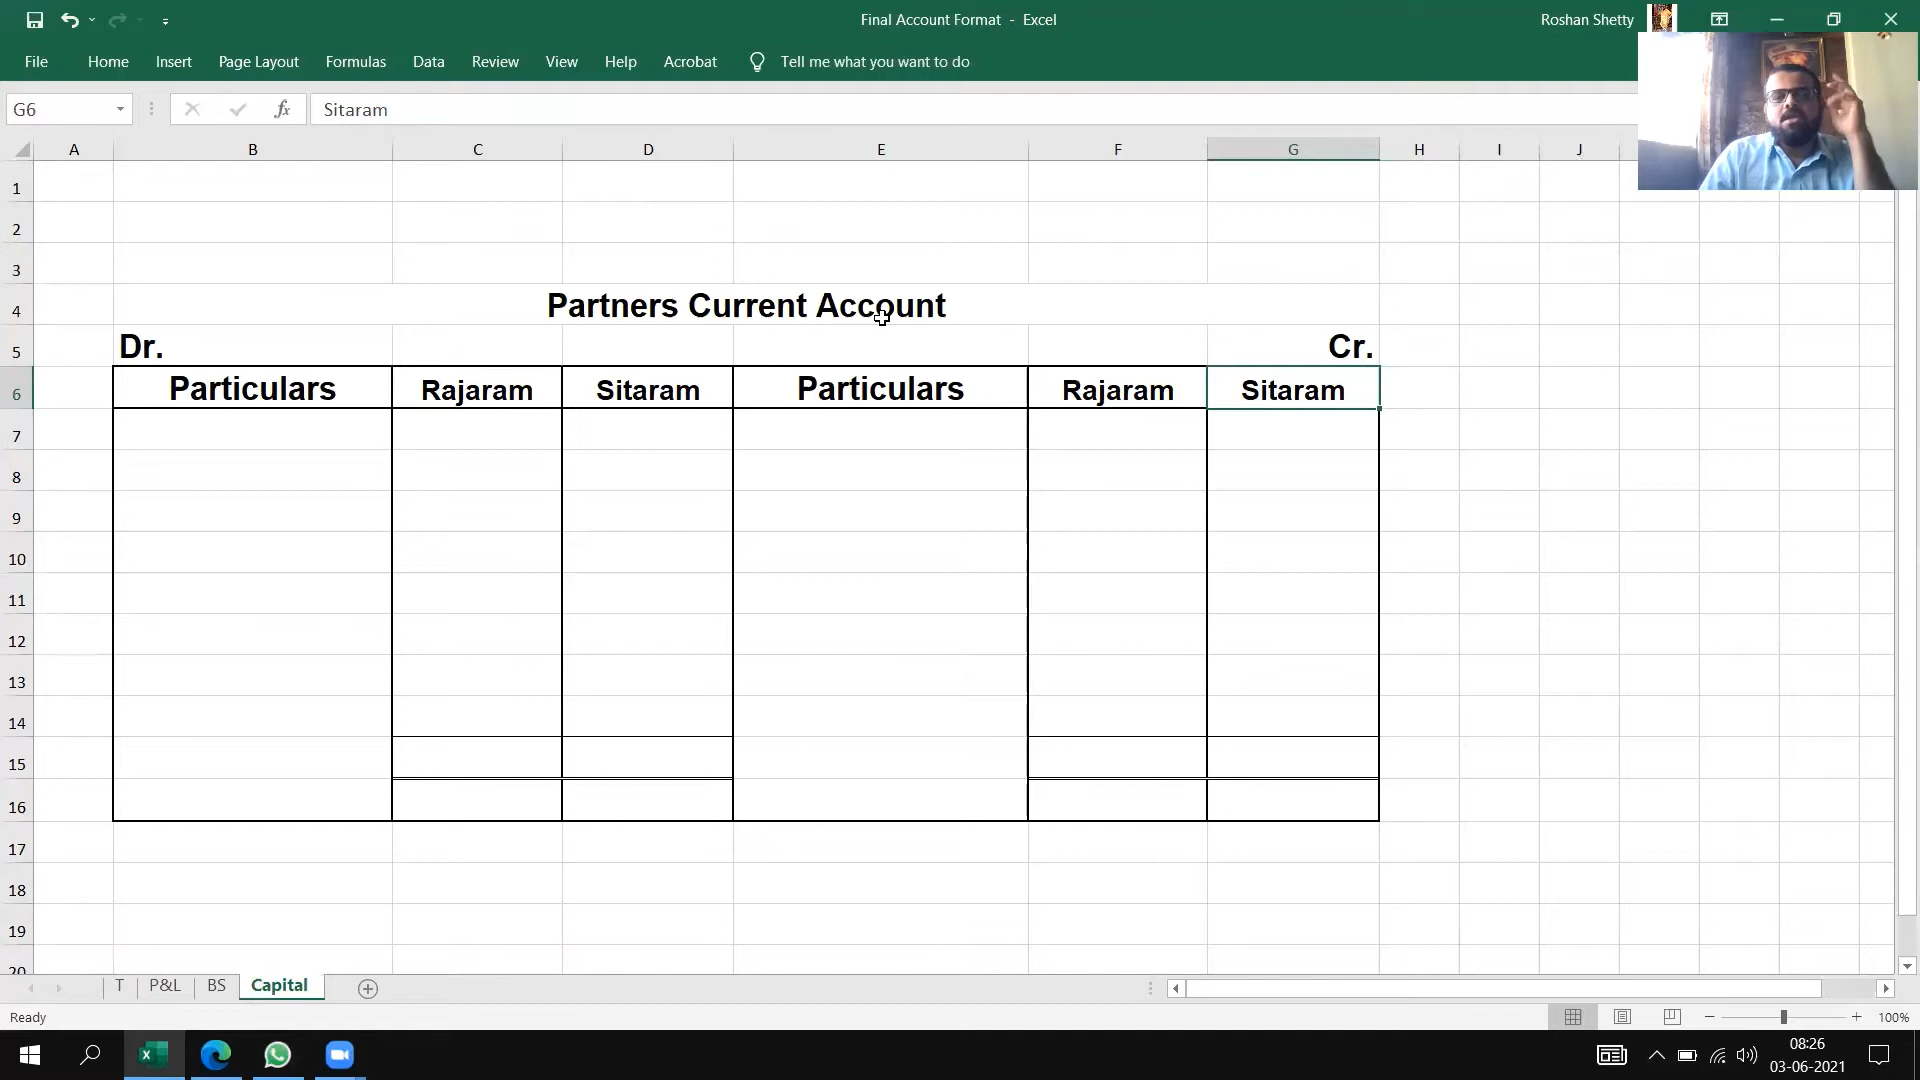 Final Account Format - Excel
Roshan Shetty
File Home Insert Page Layout Formulas Data Review View Help Acrobat Tell me what you want to do
G6 fx Sitaram
A B C D E F G H I J
1
2
3
4 Partners Current Account
5 Dr. Cr.
6 Particulars Rajaram Sitaram Particulars Rajaram Sitaram
7
8
9
10
11
12
13
14
15
16
17
18
19
20
T P&L BS Capital
Ready 100%
08:26
03-06-2021